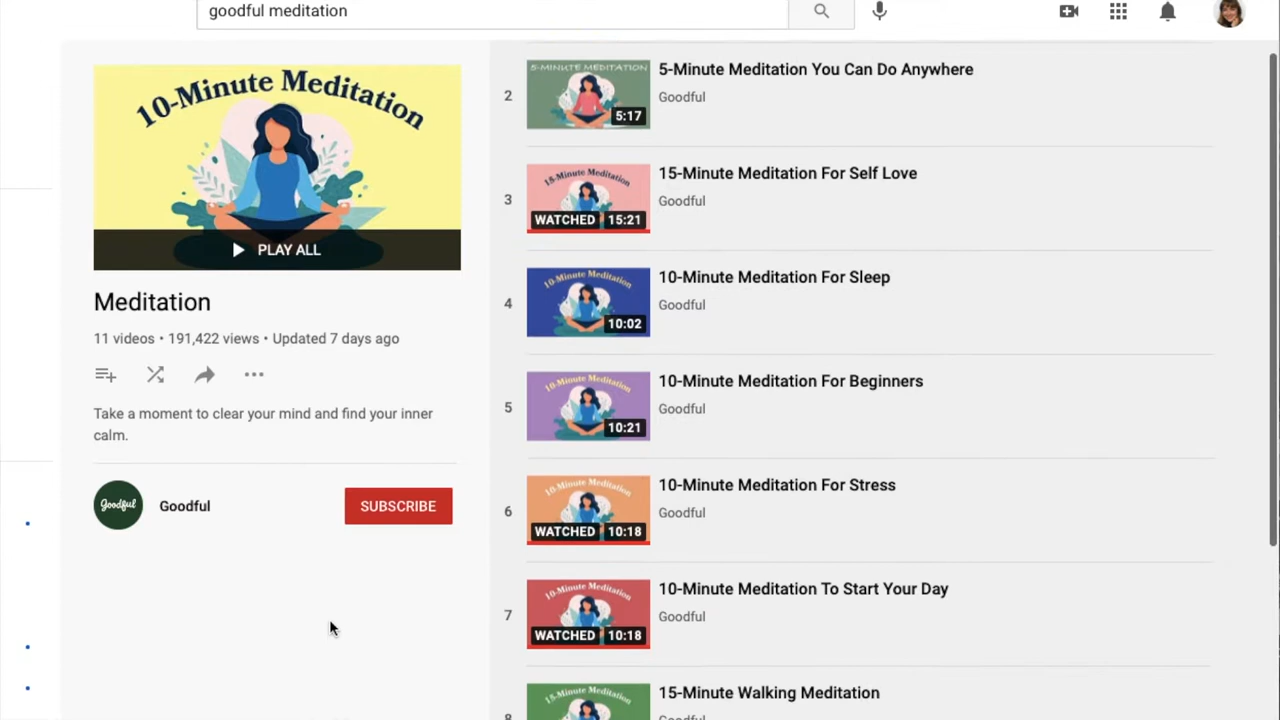 goodful meditation
10-Minute Meditation
PLAY ALL
Meditation
11 videos • 191,422 views • Updated 7 days ago
Take a moment to clear your mind and find your inner
calm.
Goodful
Goodful
SUBSCRIBE
2
5-MINUTE MEDITATION
5:17
5-Minute Meditation You Can Do Anywhere
Goodful
3
15-Minute Meditation
WATCHED 15:21
15-Minute Meditation For Self Love
Goodful
4
10-Minute Meditation
10:02
10-Minute Meditation For Sleep
Goodful
5
10-Minute Meditation
10:21
10-Minute Meditation For Beginners
Goodful
6
10-Minute Meditation
WATCHED 10:18
10-Minute Meditation For Stress
Goodful
7
10-Minute Meditation
WATCHED 10:18
10-Minute Meditation To Start Your Day
Goodful
8
15-Minute Meditation
15-Minute Walking Meditation
Goodful